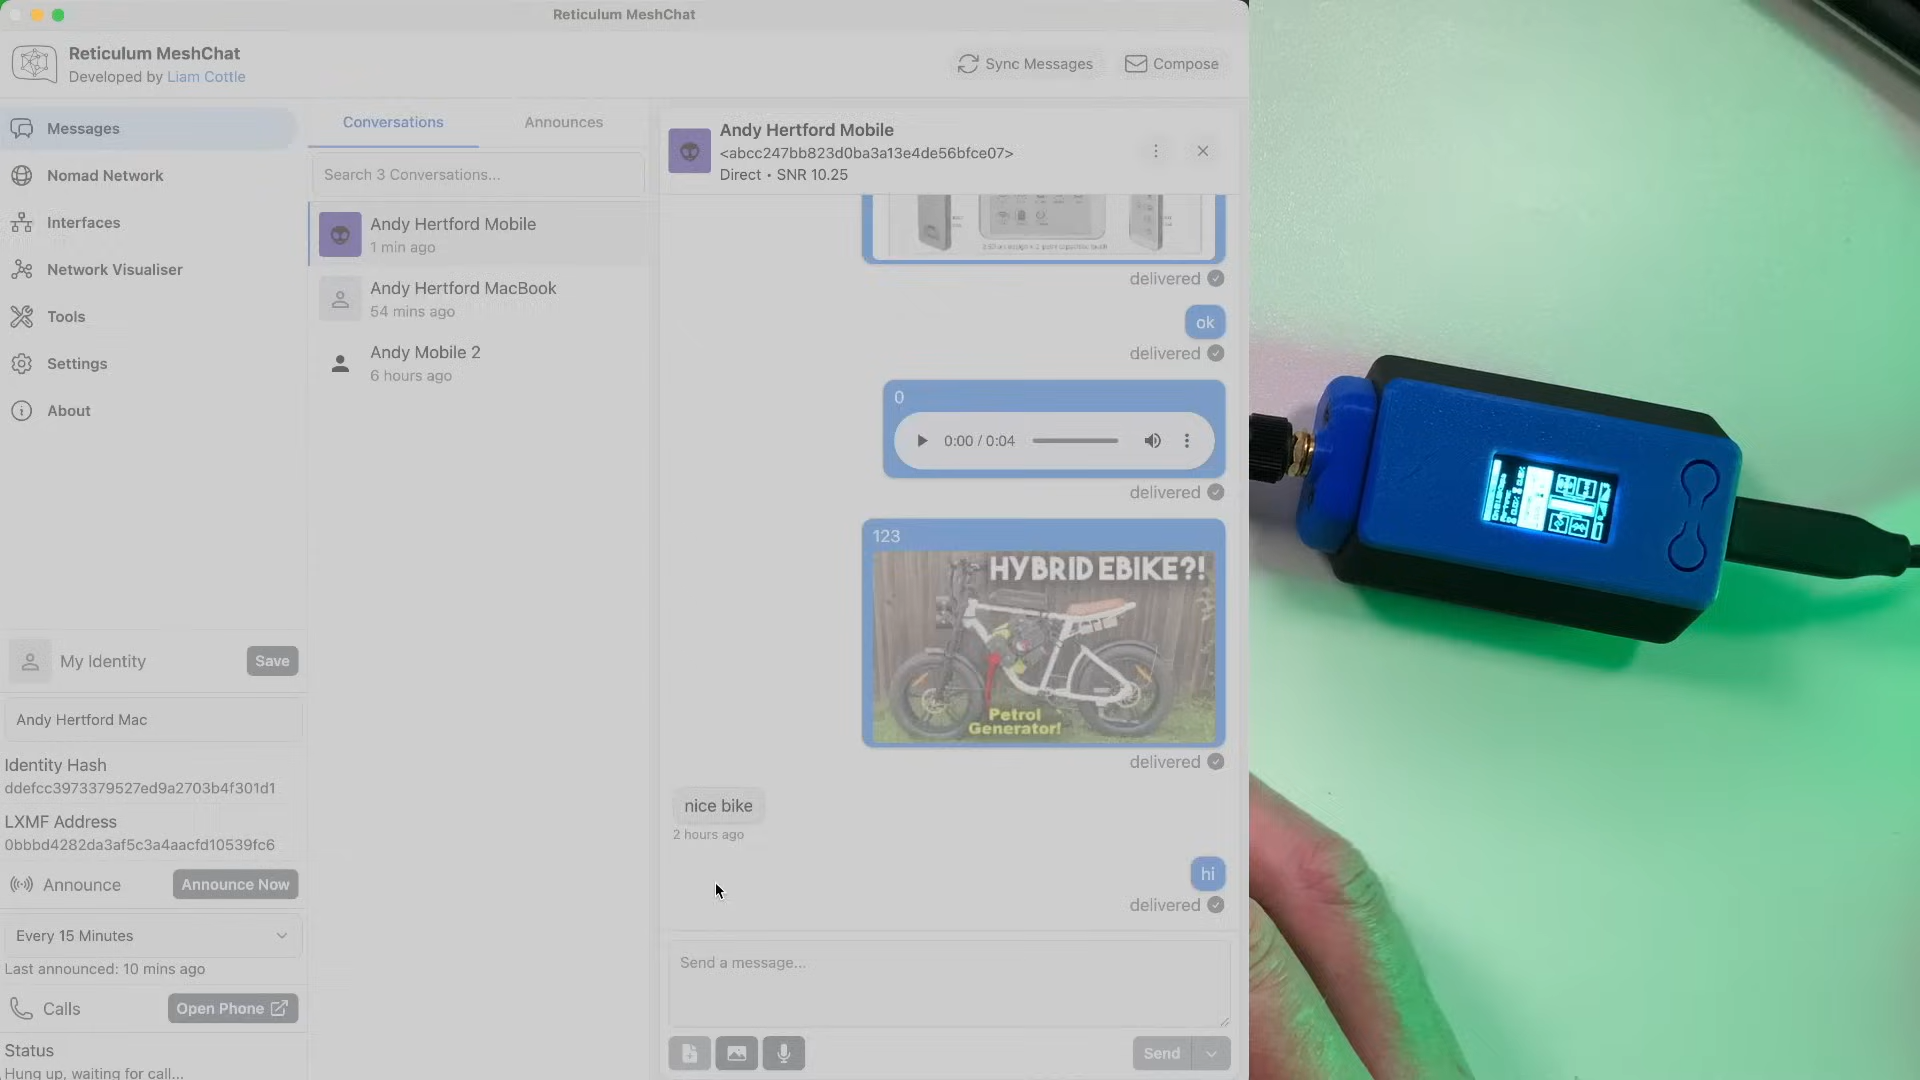 Reticulum MeshChat
Reticulum MeshChat
Developed by Liam Cottle
Sync Messages
Compose
Messages
Nomad Network
Interfaces
Network Visualiser
Tools
Settings
About
My Identity
Save
Andy Hertford Mac
Identity Hash
ddefcc3973379527ed9a2703b4f301d1
LXMF Address
0bbbd4282da3af5c3a4aacfd10539fc6
Announce
Announce Now
Every 15 Minutes
Last announced: 10 mins ago
Calls
Open Phone
Status
Hung up, waiting for call...
Conversations
Announces
Search 3 Conversations...
Andy Hertford Mobile
1 min ago
Andy Hertford MacBook
54 mins ago
Andy Mobile 2
6 hours ago
Andy Hertford Mobile
<abcc247bb823d0ba3a13e4de56bfce07>
Direct • SNR 10.25
delivered
ok
delivered
0
0:00 / 0:04
delivered
123
HYBRID EBIKE?!
Petrol
Generator!
delivered
nice bike
2 hours ago
hi
delivered
Send a message...
Send